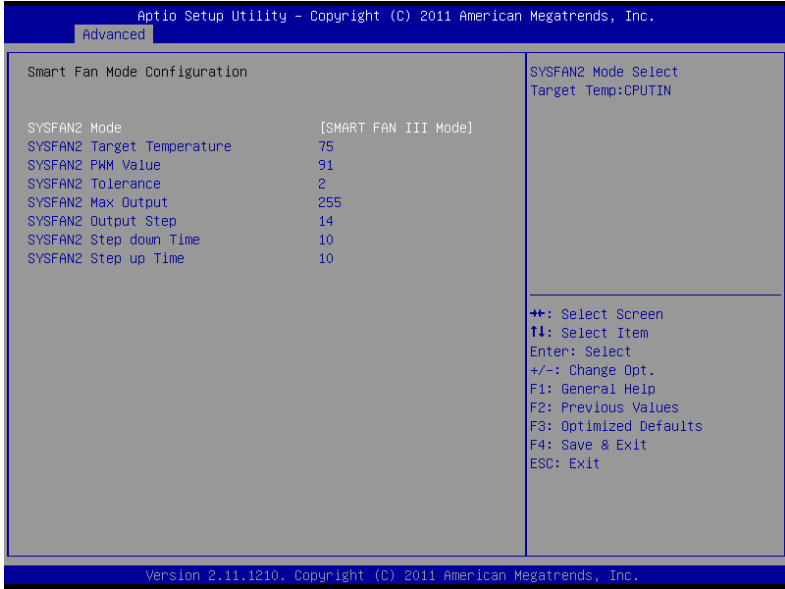 Aptio Setup Utility – Copyright (C) 2011 American Megatrends, Inc.
Advanced
Smart Fan Mode Configuration
SYSFAN2 Mode [SMART FAN III Mode]
SYSFAN2 Target Temperature 75
SYSFAN2 PWM Value 91
SYSFAN2 Tolerance 2
SYSFAN2 Max Output 255
SYSFAN2 Output Step 14
SYSFAN2 Step down Time 10
SYSFAN2 Step up Time 10
SYSFAN2 Mode Select
Target Temp:CPUTIN
→←: Select Screen
↑↓: Select Item
Enter: Select
+/-: Change Opt.
F1: General Help
F2: Previous Values
F3: Optimized Defaults
F4: Save & Exit
ESC: Exit
Version 2.11.1210. Copyright (C) 2011 American Megatrends, Inc.